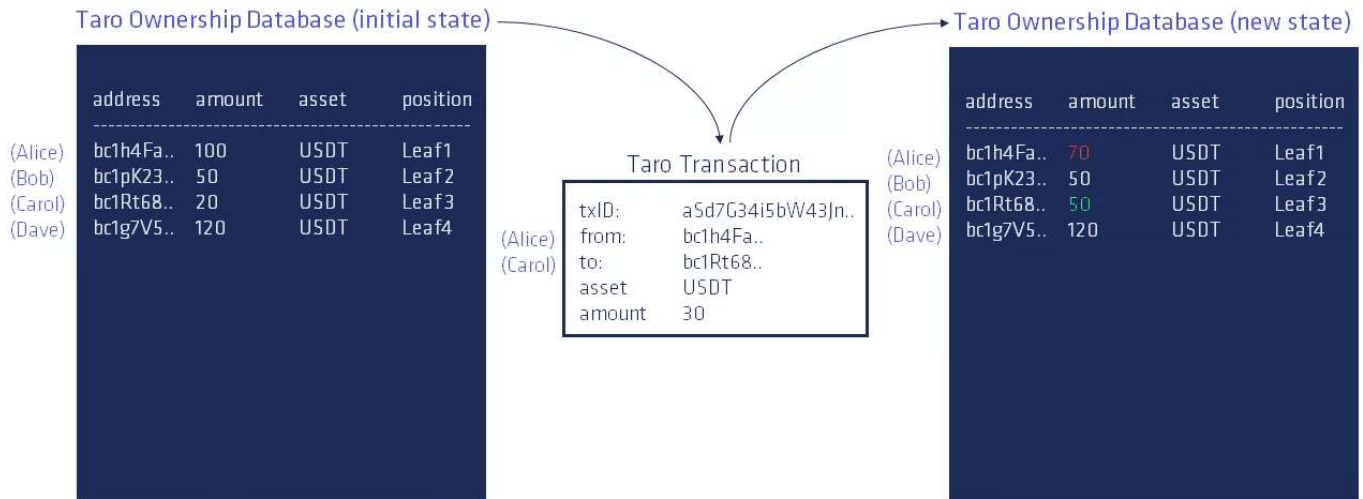 Taro Ownership Database (initial state)
address amount asset position
------------------------------------------------
(Alice) bc1h4Fa.. 100 USDT Leaf1
(Bob) bc1pK23.. 50 USDT Leaf2
(Carol) bc1Rt68.. 20 USDT Leaf3
(Dave) bc1g7V5.. 120 USDT Leaf4
Taro Transaction
txID: aSd7G34i5bW43Jn..
(Alice) from: bc1h4Fa..
(Carol) to: bc1Rt68..
asset USDT
amount 30
Taro Ownership Database (new state)
address amount asset position
------------------------------------------------
(Alice) bc1h4Fa.. 70 USDT Leaf1
(Bob) bc1pK23.. 50 USDT Leaf2
(Carol) bc1Rt68.. 50 USDT Leaf3
(Dave) bc1g7V5.. 120 USDT Leaf4